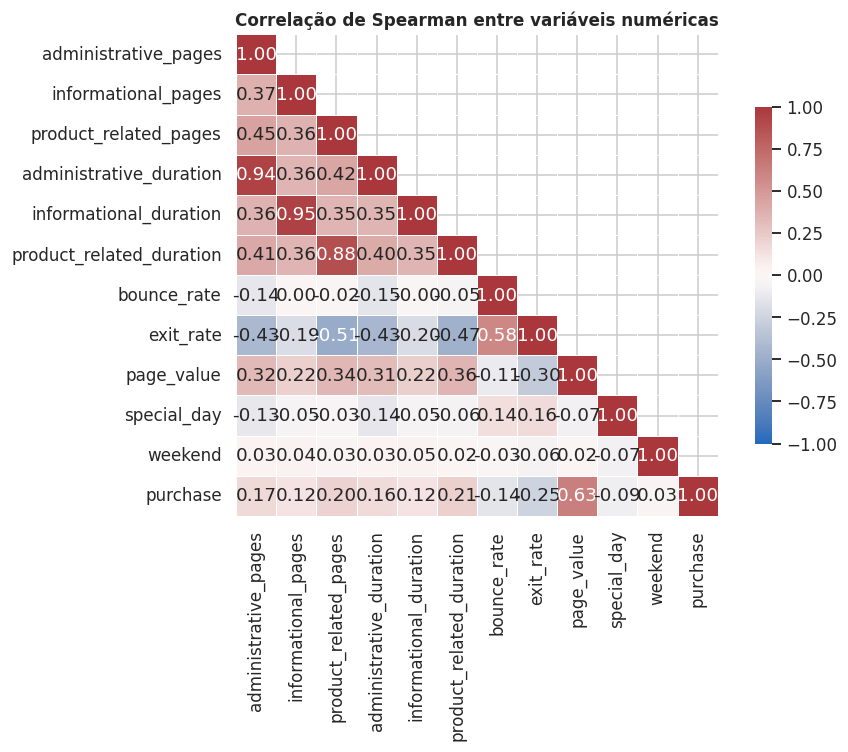 Correlação de Spearman entre variáveis numéricas
administrative_pages 1.00
informational_pages 0.37 1.00
product_related_pages 0.45 0.36 1.00
administrative_duration 0.94 0.36 0.42 1.00
informational_duration 0.36 0.95 0.35 0.35 1.00
product_related_duration 0.41 0.36 0.88 0.40 0.35 1.00
bounce_rate -0.14 -0.00 -0.02 -0.15 -0.00 -0.05 1.00
exit_rate -0.43 -0.19 -0.51 -0.43 -0.20 -0.47 0.58 1.00
page_value 0.32 0.22 0.34 0.31 0.22 0.36 -0.11 -0.30 1.00
special_day -0.13 -0.05 -0.03 -0.14 -0.05 -0.06 0.14 0.16 -0.07 1.00
weekend 0.03 0.04 0.03 0.03 0.05 0.02 -0.03 -0.06 0.02 -0.07 1.00
purchase 0.17 0.12 0.20 0.16 0.12 0.21 -0.14 -0.25 0.63 -0.09 0.03 1.00
administrative_pages
informational_pages
product_related_pages
administrative_duration
informational_duration
product_related_duration
bounce_rate
exit_rate
page_value
special_day
weekend
purchase
1.00
0.75
0.50
0.25
0.00
−0.25
−0.50
−0.75
−1.00